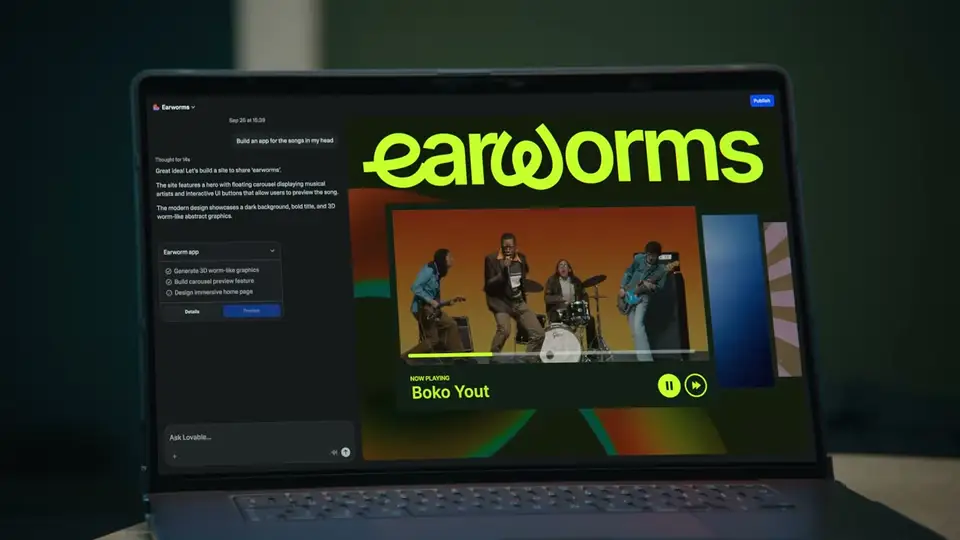 Earworms
Publish
Sep 25 at 15:39
Build an app for the songs in my head
Thought for 14s
Great idea! Let's build a site to share 'earworms'.
The site features a hero with floating carousel displaying musical
artists and interactive UI buttons that allow users to preview the song.
The modern design showcases a dark background, bold title, and 3D
worm-like abstract graphics.
Earworm app
Generate 3D worm-like graphics
Build carousel preview feature
Design immersive home page
Details
Ask Lovable...
earworms
NOW PLAYING
Boko Yout